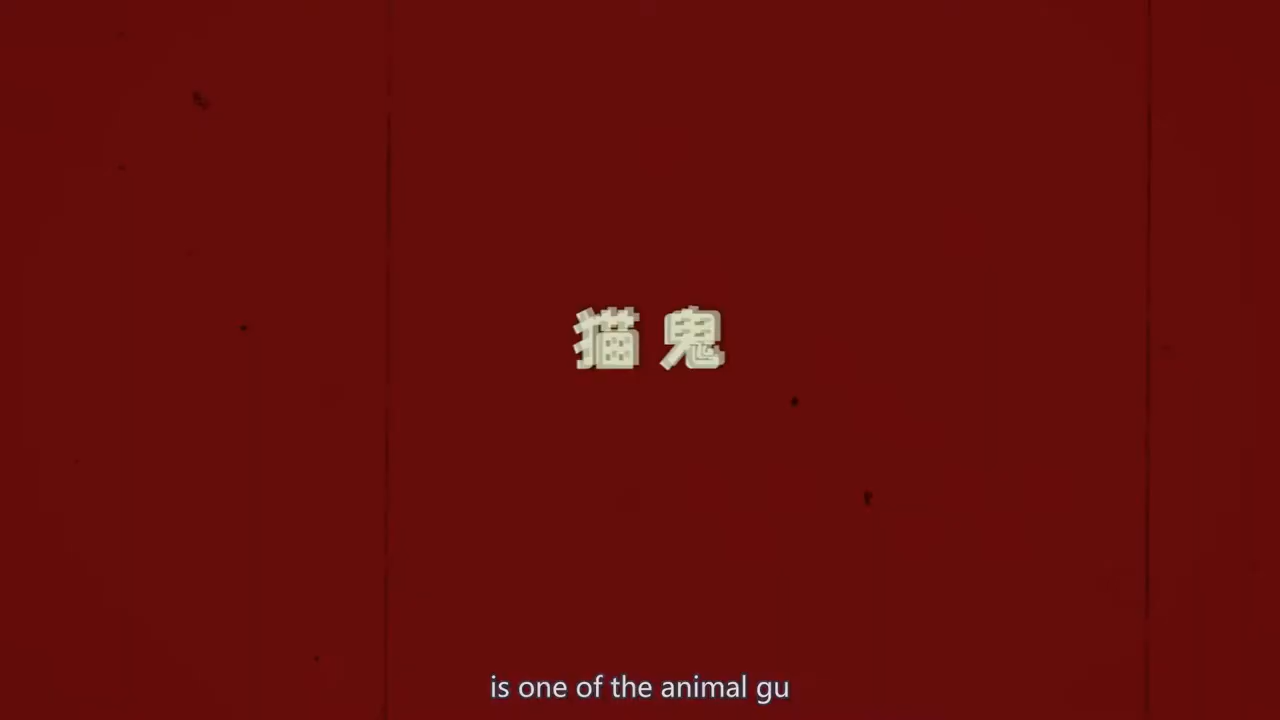 猫鬼
is one of the animal gu